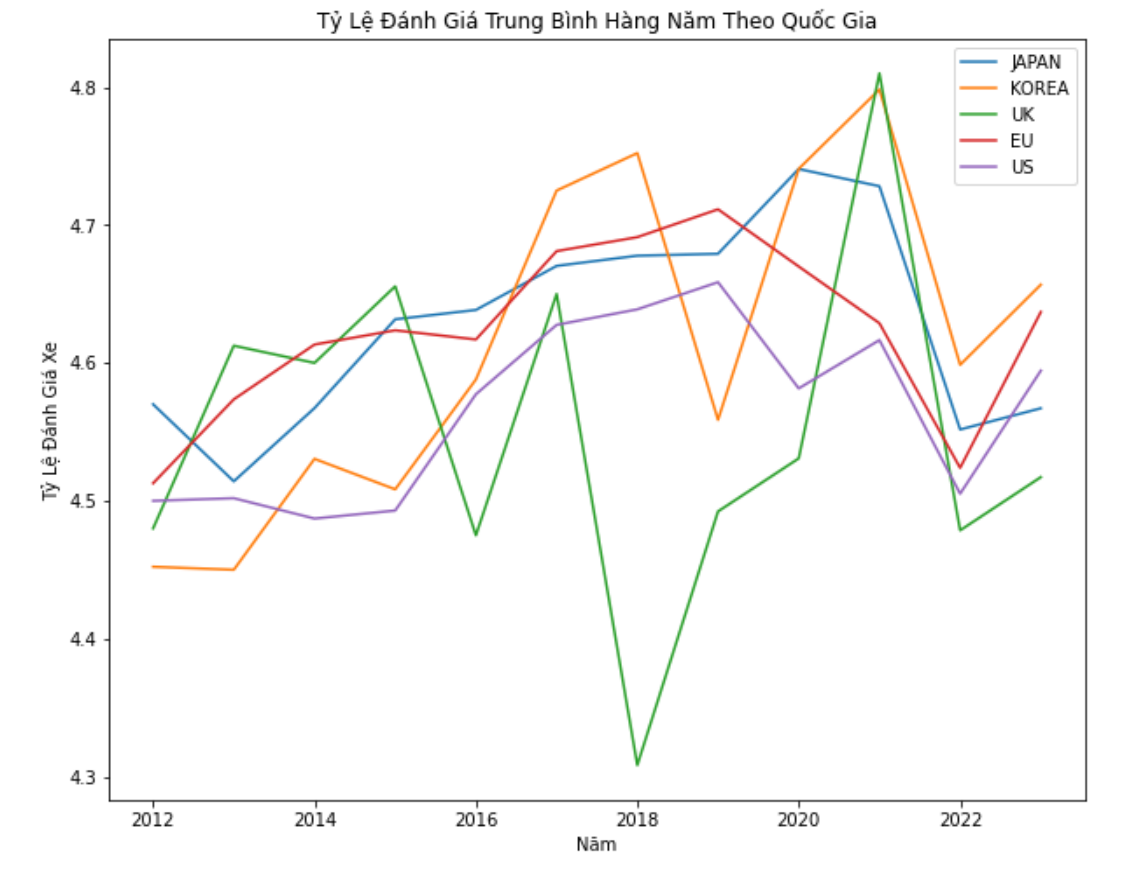 Tỷ Lệ Đánh Giá Trung Bình Hàng Năm Theo Quốc Gia
JAPAN
KOREA
UK
EU
US
4.8
4.7
4.6
4.5
4.4
4.3
Tỷ Lệ Đánh Giá Xe
2012 2014 2016 2018 2020 2022
Năm